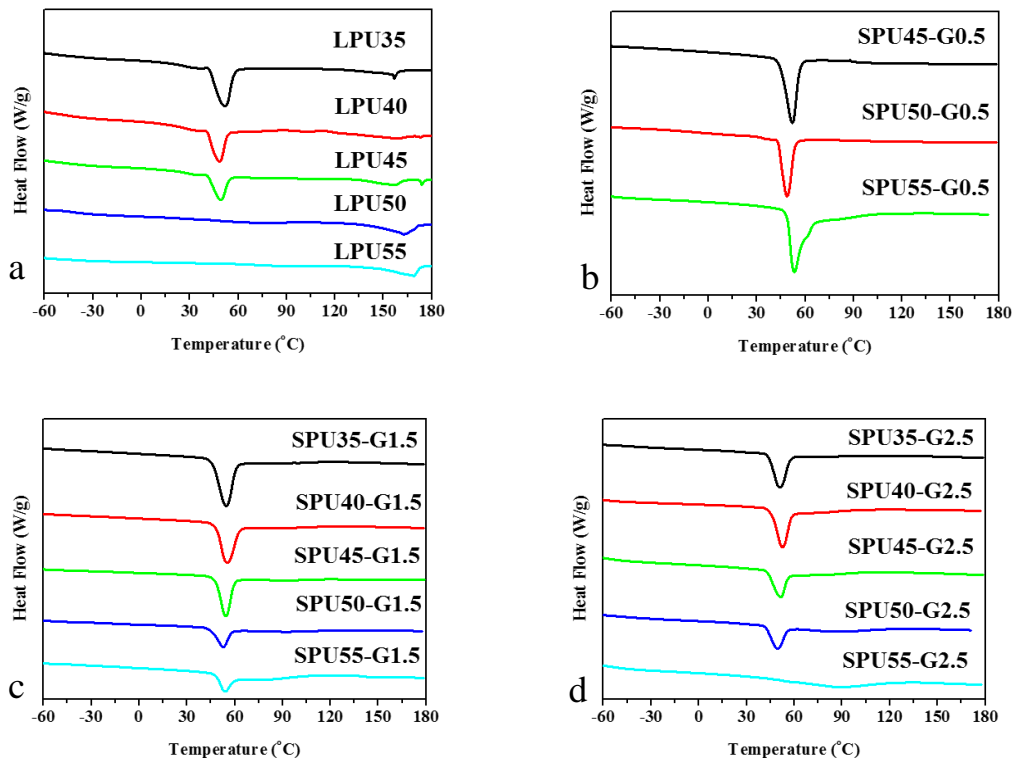 LPU35
LPU40
LPU45
LPU50
LPU55
Heat Flow (W/g)
a
-60 -30 0 30 60 90 120 150 180
Temperature (°C)
SPU45-G0.5
SPU50-G0.5
SPU55-G0.5
Heat Flow (W/g)
b
-60 -30 0 30 60 90 120 150 180
Temperature (°C)
SPU35-G1.5
SPU40-G1.5
SPU45-G1.5
SPU50-G1.5
SPU55-G1.5
Heat Flow (W/g)
c
-60 -30 0 30 60 90 120 150 180
Temperature (°C)
SPU35-G2.5
SPU40-G2.5
SPU45-G2.5
SPU50-G2.5
SPU55-G2.5
Heat Flow (W/g)
d
-60 -30 0 30 60 90 120 150 180
Temperature (°C)